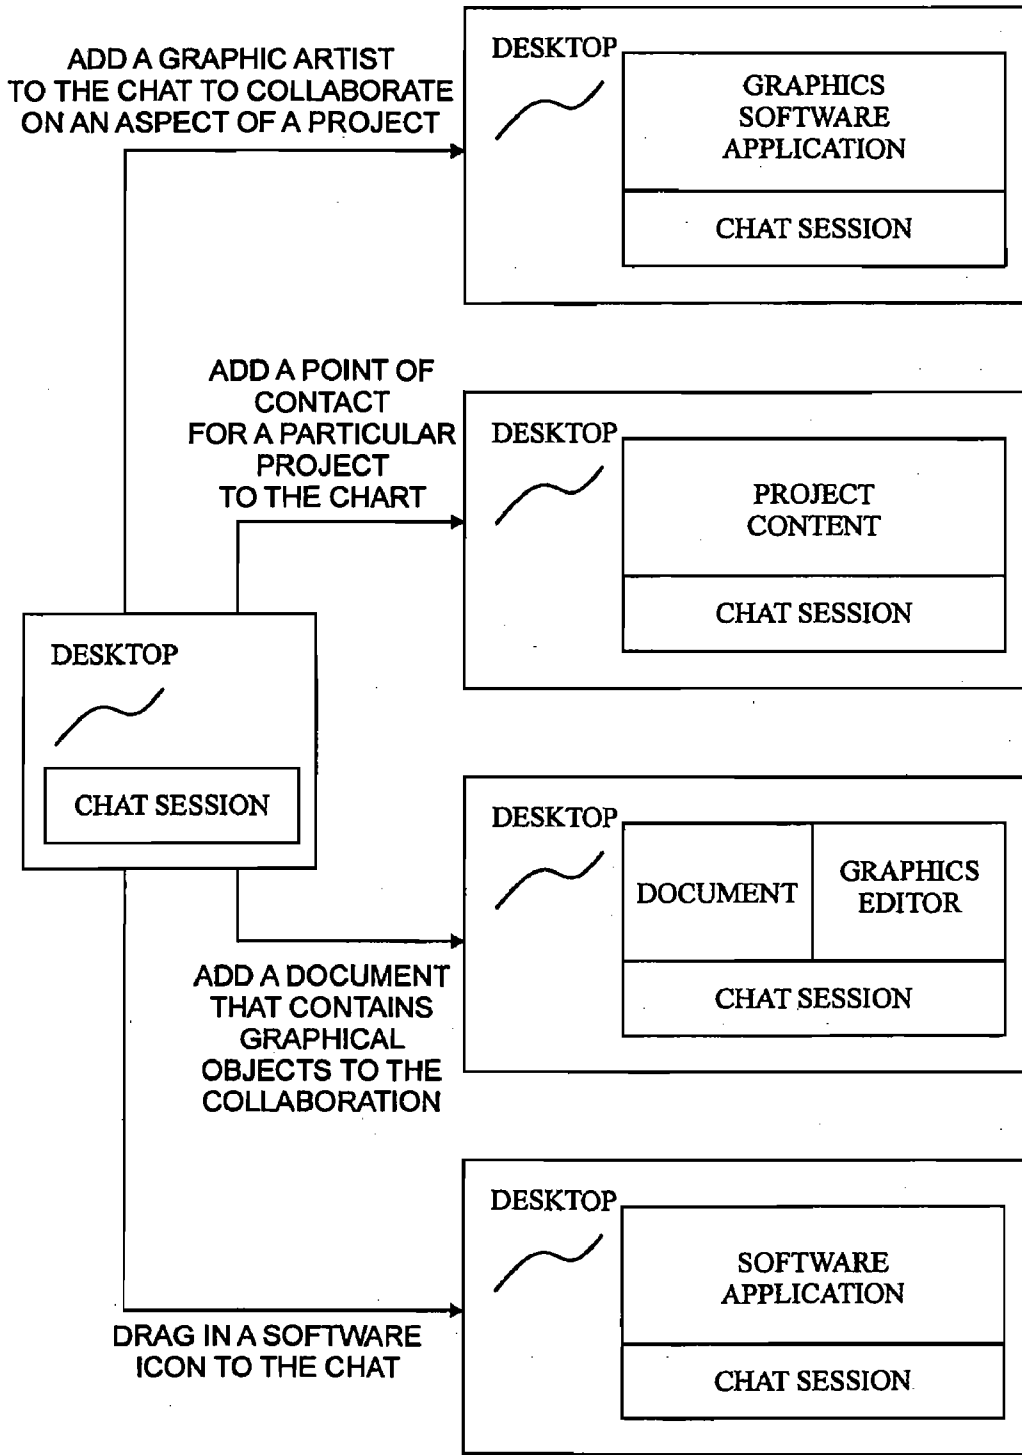 ADD A GRAPHIC ARTIST
TO THE CHAT TO COLLABORATE
ON AN ASPECT OF A PROJECT
DESKTOP
GRAPHICS
SOFTWARE
APPLICATION
CHAT SESSION
ADD A POINT OF
CONTACT
FOR A PARTICULAR
PROJECT
TO THE CHART
DESKTOP
PROJECT
CONTENT
CHAT SESSION
DESKTOP
CHAT SESSION
ADD A DOCUMENT
THAT CONTAINS
GRAPHICAL
OBJECTS TO THE
COLLABORATION
DESKTOP
DOCUMENT
GRAPHICS
EDITOR
CHAT SESSION
DRAG IN A SOFTWARE
ICON TO THE CHAT
DESKTOP
SOFTWARE
APPLICATION
CHAT SESSION